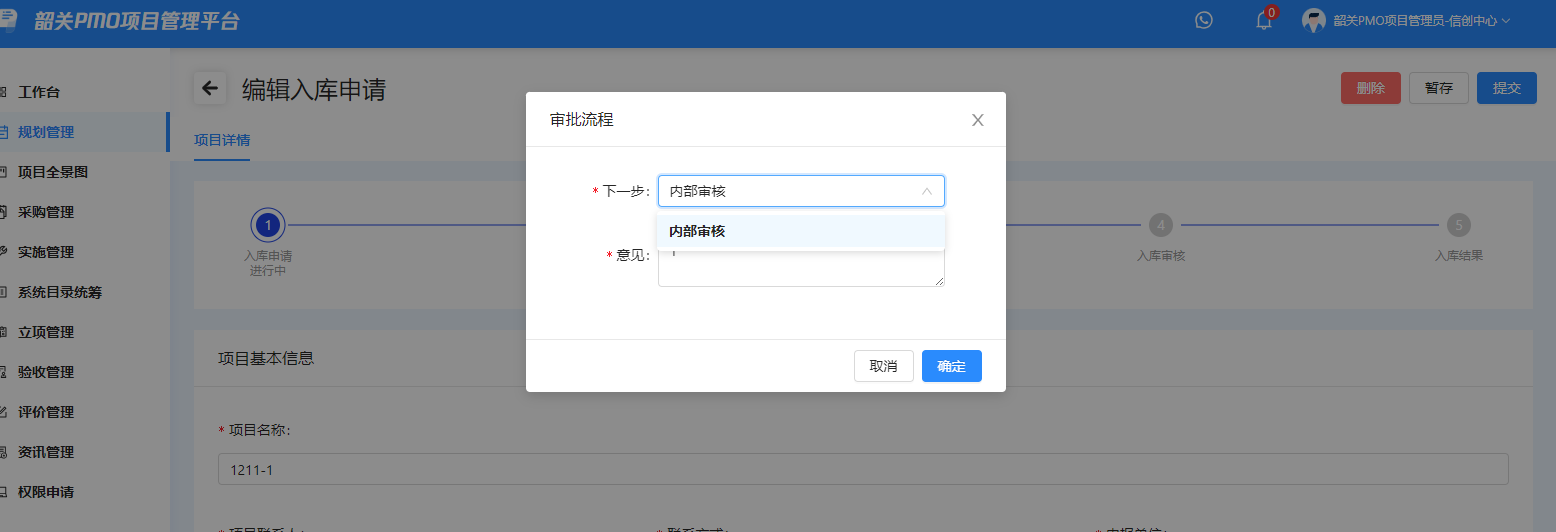 韶关PMO项目管理平台
0
韶关PMO项目管理员-信创中心
工作台
规划管理
项目全景图
采购管理
实施管理
系统目录统筹
立项管理
验收管理
评价管理
资讯管理
权限申请
编辑入库申请
删除
暂存
提交
项目详情
1
入库申请
进行中
4
入库审核
5
入库结果
审批流程
* 下一步:
内部审核
内部审核
* 意见:
取消
确定
项目基本信息
* 项目名称:
1211-1